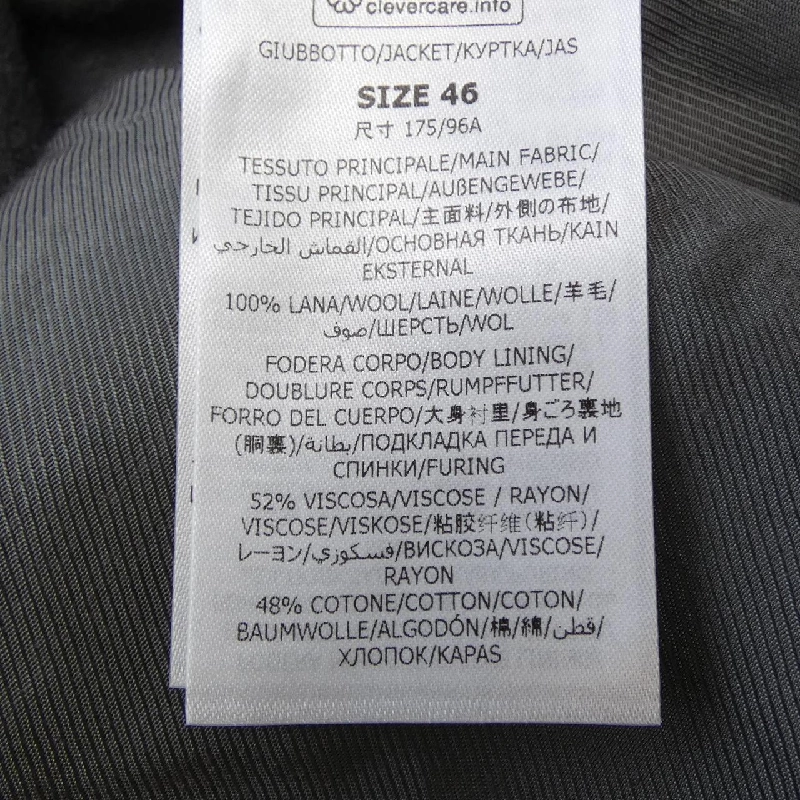 clevercare.info
GIUBBOTTO/JACKET/КУРТКА/JAS
SIZE 46
尺寸 175/96A
TESSUTO PRINCIPALE/MAIN FABRIC/
TISSU PRINCIPAL/AUßENGEWEBE/
TEJIDO PRINCIPAL/主面料/外側の布地/
القماش الخارجي/ОСНОВНАЯ ТКАНЬ/KAIN
EKSTERNAL
100% LANA/WOOL/LAINE/WOLLE/羊毛/
صوف/ШЕРСТЬ/WOL
FODERA CORPO/BODY LINING/
DOUBLURE CORPS/RUMPFFUTTER/
FORRO DEL CUERPO/大身衬里/身ごろ裏地
(胴裏)/بطانة/ПОДКЛАДКА ПЕРЕДА И
СПИНКИ/FURING
52% VISCOSA/VISCOSE / RAYON/
VISCOSE/VISKOSE/粘胶纤维(粘纤)/
レーヨン/فسكوري/ВИСКОЗА/VISCOSE/
RAYON
48% COTONE/COTTON/COTON/
BAUMWOLLE/ALGODÓN/棉/綿/قطن/
ХЛОПОК/KAPAS